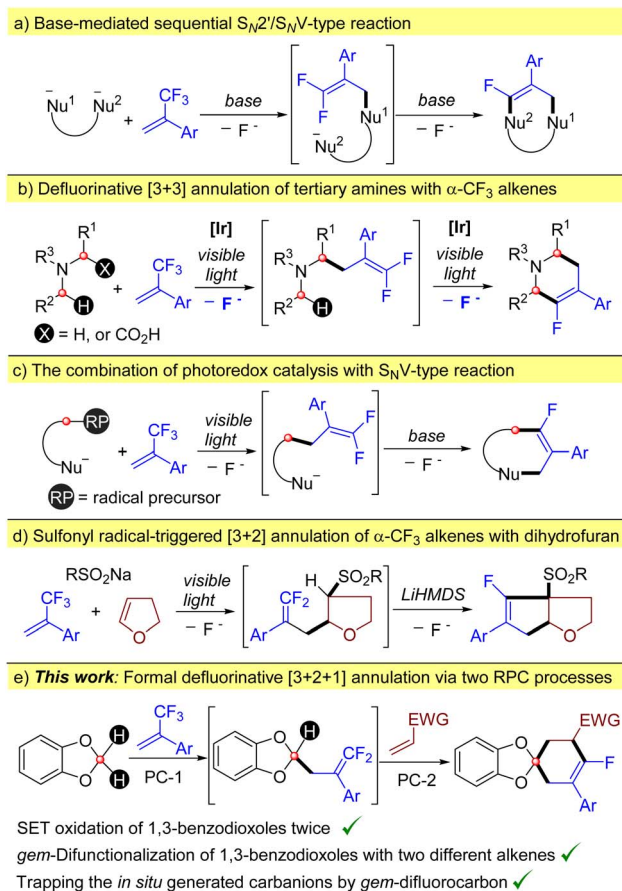 a) Base-mediated sequential SN2'/SNV-type reaction
Nu1 Nu2 + CF3 Ar base − F- F Ar F Nu1 Nu2 base − F- F Ar Nu2 Nu1
b) Defluorinative [3+3] annulation of tertiary amines with α-CF3 alkenes
R1 R3 N X R2 H + CF3 Ar [Ir] visible light − F- R1 R3 N R2 H Ar F F [Ir] visible light − F- R1 R3 N R2 F Ar
X = H, or CO2H
c) The combination of photoredox catalysis with SNV-type reaction
RP Nu− + CF3 Ar visible light − F- Ar F F Nu− base − F- F Ar Nu
RP = radical precursor
d) Sulfonyl radical-triggered [3+2] annulation of α-CF3 alkenes with dihydrofuran
RSO2Na CF3 Ar + O visible light − F- H SO2R CF2 Ar O LiHMDS − F- F SO2R Ar O
e) This work: Formal defluorinative [3+2+1] annulation via two RPC processes
O O H H CF3 Ar PC-1 O O H CF2 Ar EWG PC-2 O O EWG F Ar
SET oxidation of 1,3-benzodioxoles twice ✓
gem-Difunctionalization of 1,3-benzodioxoles with two different alkenes ✓
Trapping the in situ generated carbanions by gem-difluorocarbon ✓